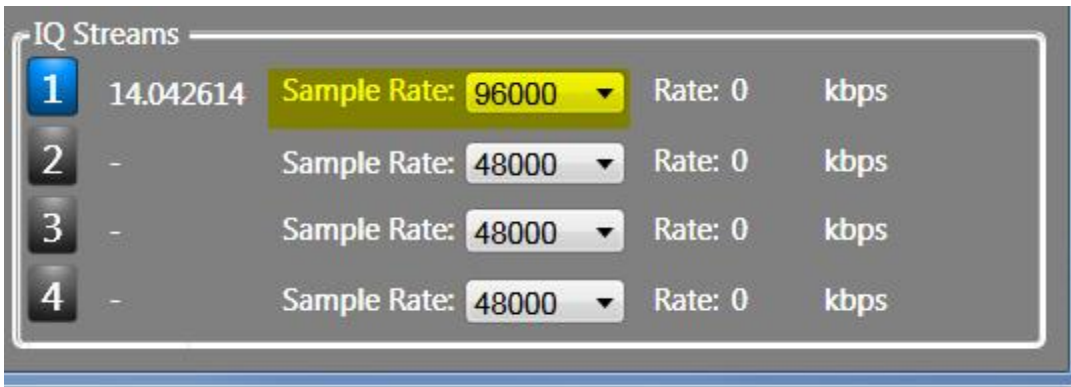 IQ Streams
1 14.042614 Sample Rate: 96000 Rate: 0 kbps
2 - Sample Rate: 48000 Rate: 0 kbps
3 - Sample Rate: 48000 Rate: 0 kbps
4 - Sample Rate: 48000 Rate: 0 kbps